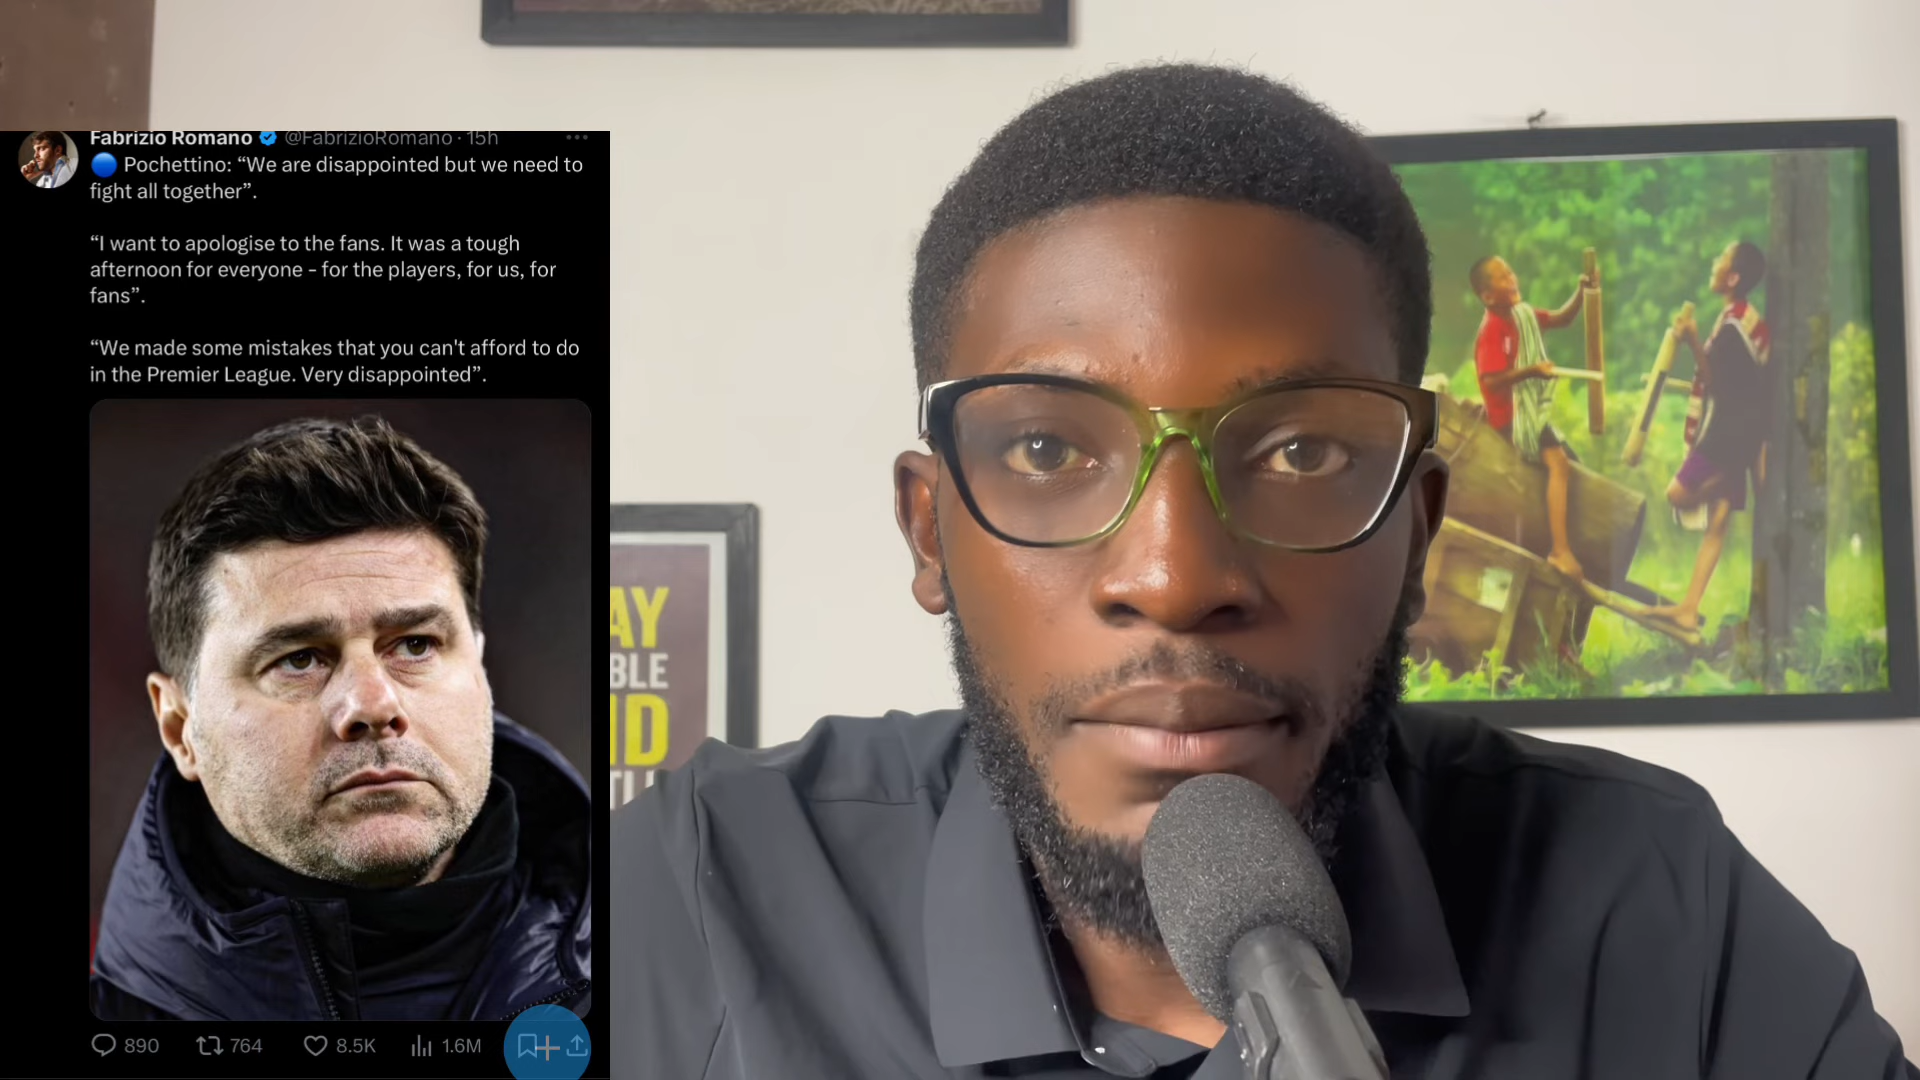 Fabrizio Romano @FabrizioRomano · 15h
🔵 Pochettino: “We are disappointed but we need to
fight all together”.
“I want to apologise to the fans. It was a tough
afternoon for everyone - for the players, for us, for
fans”.
“We made some mistakes that you can't afford to do
in the Premier League. Very disappointed”.
890 764 8.5K 1.6M
AY
BLE
ID